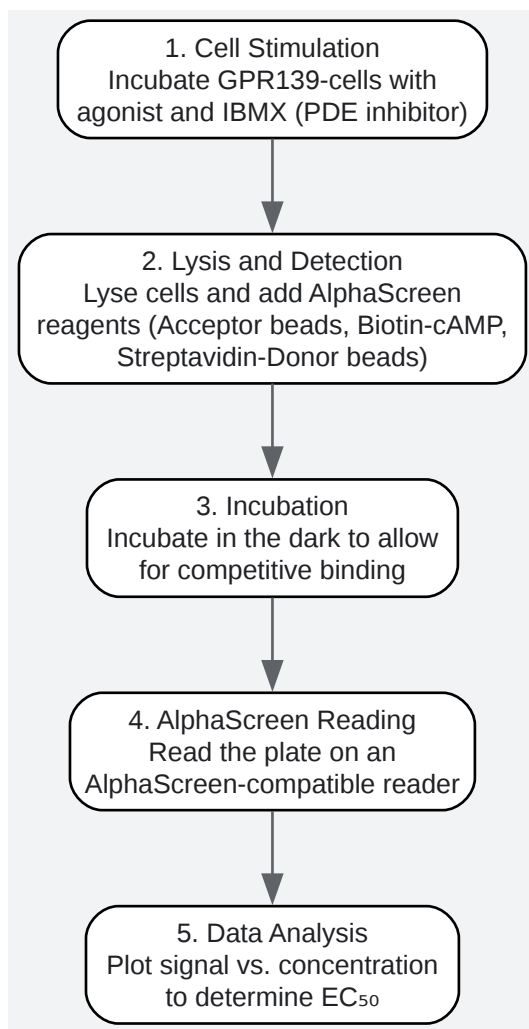 1. Cell Stimulation
Incubate GPR139-cells with
agonist and IBMX (PDE inhibitor)
2. Lysis and Detection
Lyse cells and add AlphaScreen
reagents (Acceptor beads, Biotin-cAMP,
Streptavidin-Donor beads)
3. Incubation
Incubate in the dark to allow
for competitive binding
4. AlphaScreen Reading
Read the plate on an
AlphaScreen-compatible reader
5. Data Analysis
Plot signal vs. concentration
to determine EC₅₀